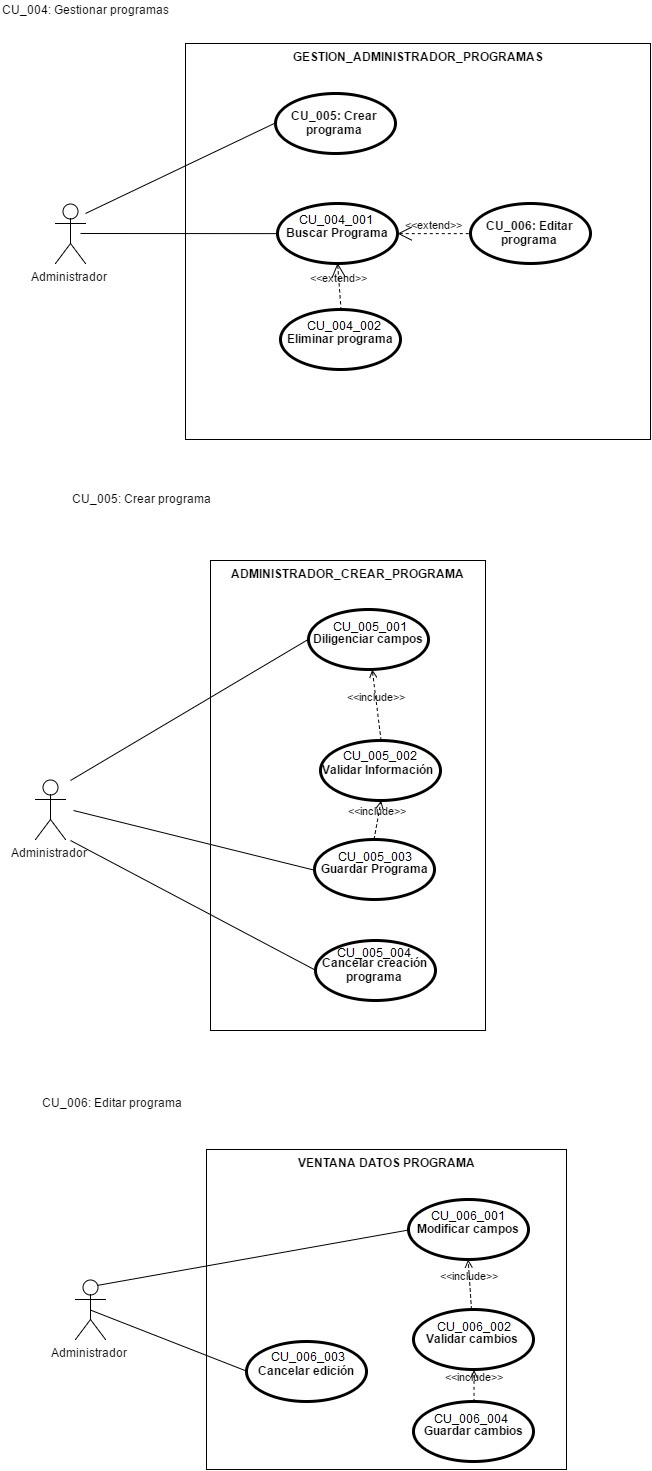 CU_004: Gestionar programas
GESTION_ADMINISTRADOR_PROGRAMAS
CU_005: Crear
programa
CU_004_001
Buscar Programa
<<extend>>
CU_006: Editar
programa
Administrador
<<extend>>
CU_004_002
Eliminar programa
CU_005: Crear programa
ADMINISTRADOR_CREAR_PROGRAMA
CU_005_001
Diligenciar campos
<<include>>
CU_005_002
Validar Información
<<include>>
Administrador
CU_005_003
Guardar Programa
CU_005_004
Cancelar creación
programa
CU_006: Editar programa
VENTANA DATOS PROGRAMA
CU_006_001
Modificar campos
<<include>>
CU_006_002
Validar cambios
Administrador
CU_006_003
Cancelar edición
<<include>>
CU_006_004
Guardar cambios